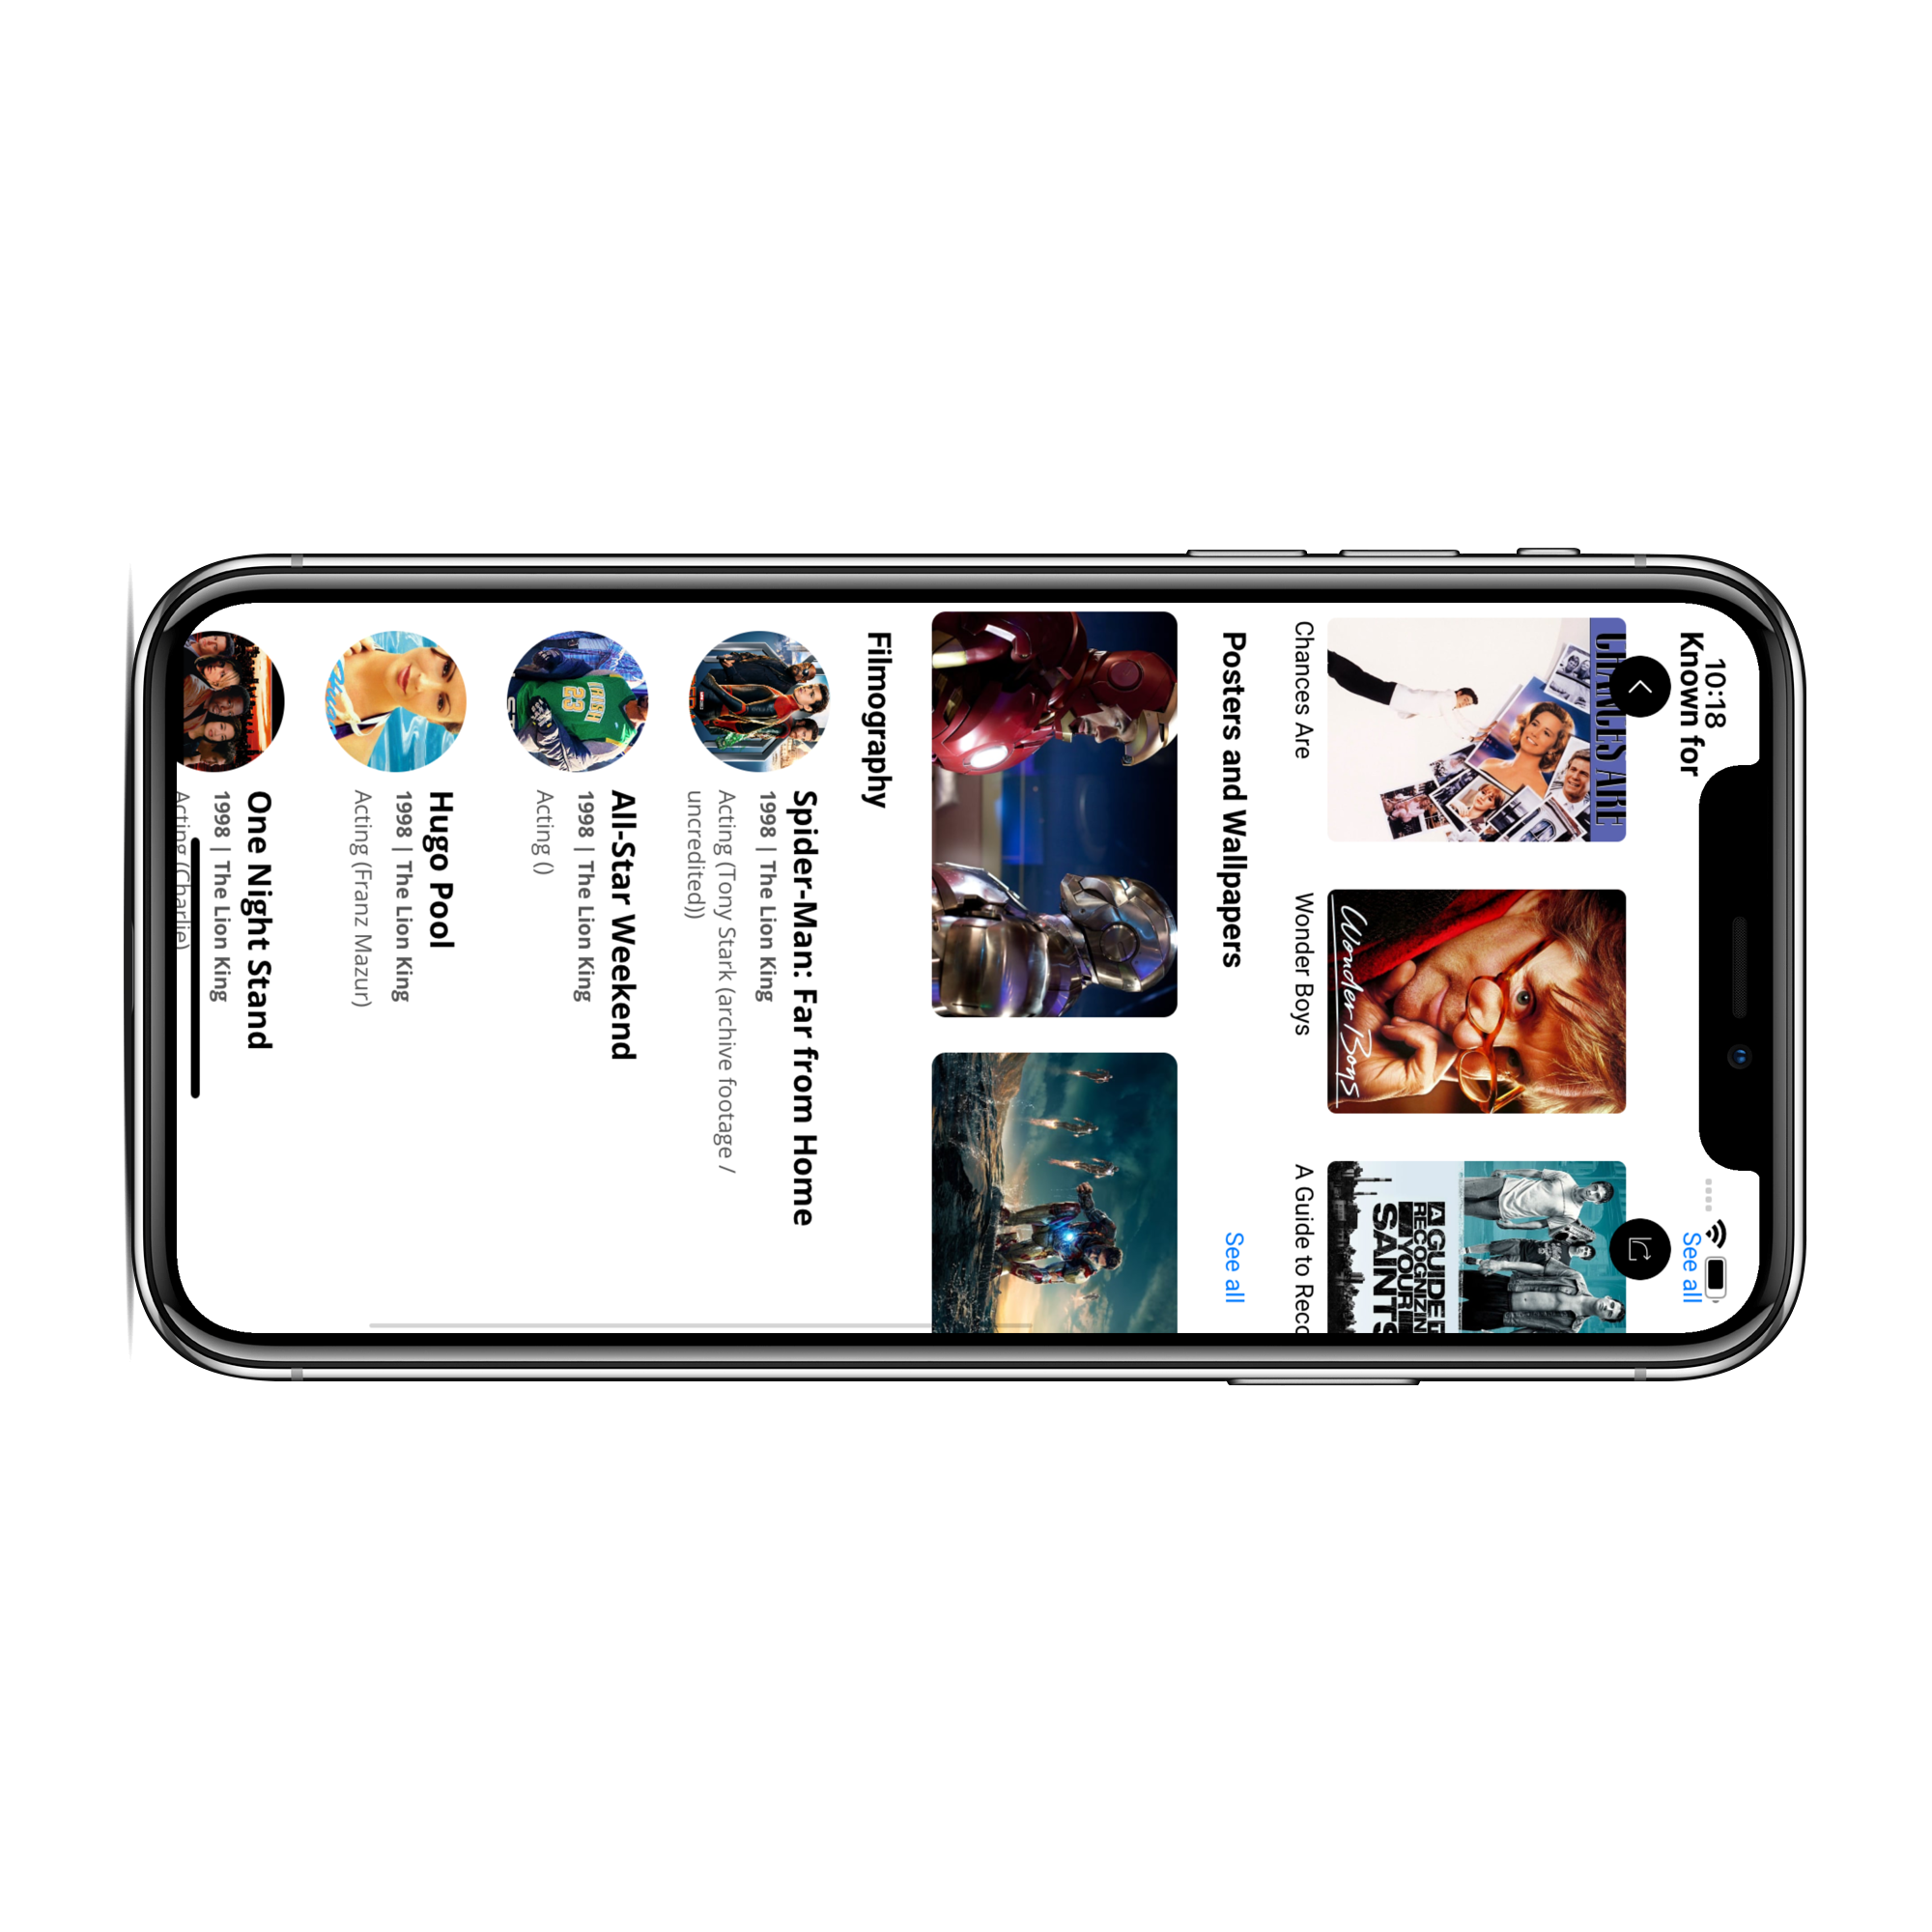 10:18
Known for
See all
CHANCES ARE
Wonder Boys
A GUIDE
RECOGNIZIN
YOUR
SAINTS
Chances Are
Wonder Boys
A Guide to Reco
Posters and Wallpapers
See all
Filmography
Spider-Man: Far from Home
1998 | The Lion King
Acting (Tony Stark (archive footage /
uncredited))
IRISH
23
All-Star Weekend
1998 | The Lion King
Acting ()
Hugo Pool
1998 | The Lion King
Acting (Franz Mazur)
One Night Stand
1998 | The Lion King
Acting (Charlie)